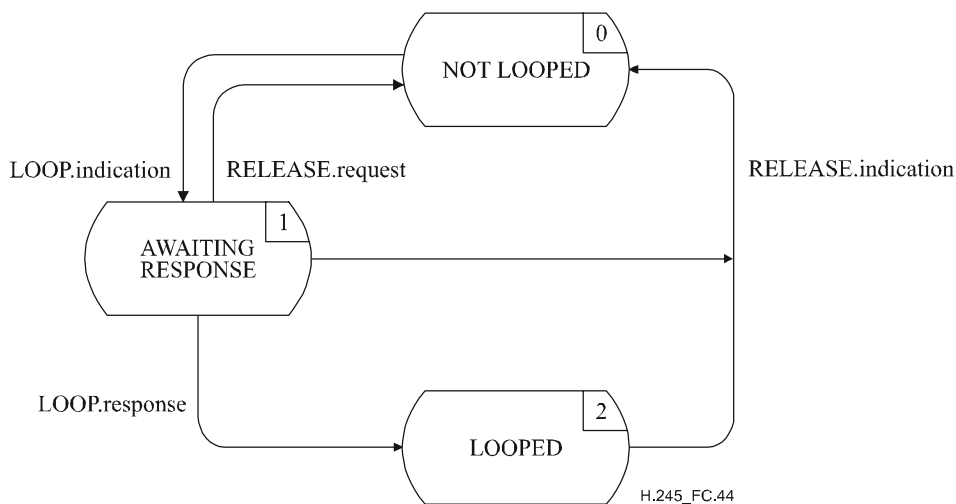 0
NOT LOOPED
LOOP.indication
RELEASE.request
RELEASE.indication
1
AWAITING
RESPONSE
LOOP.response
2
LOOPED
H.245_FC.44